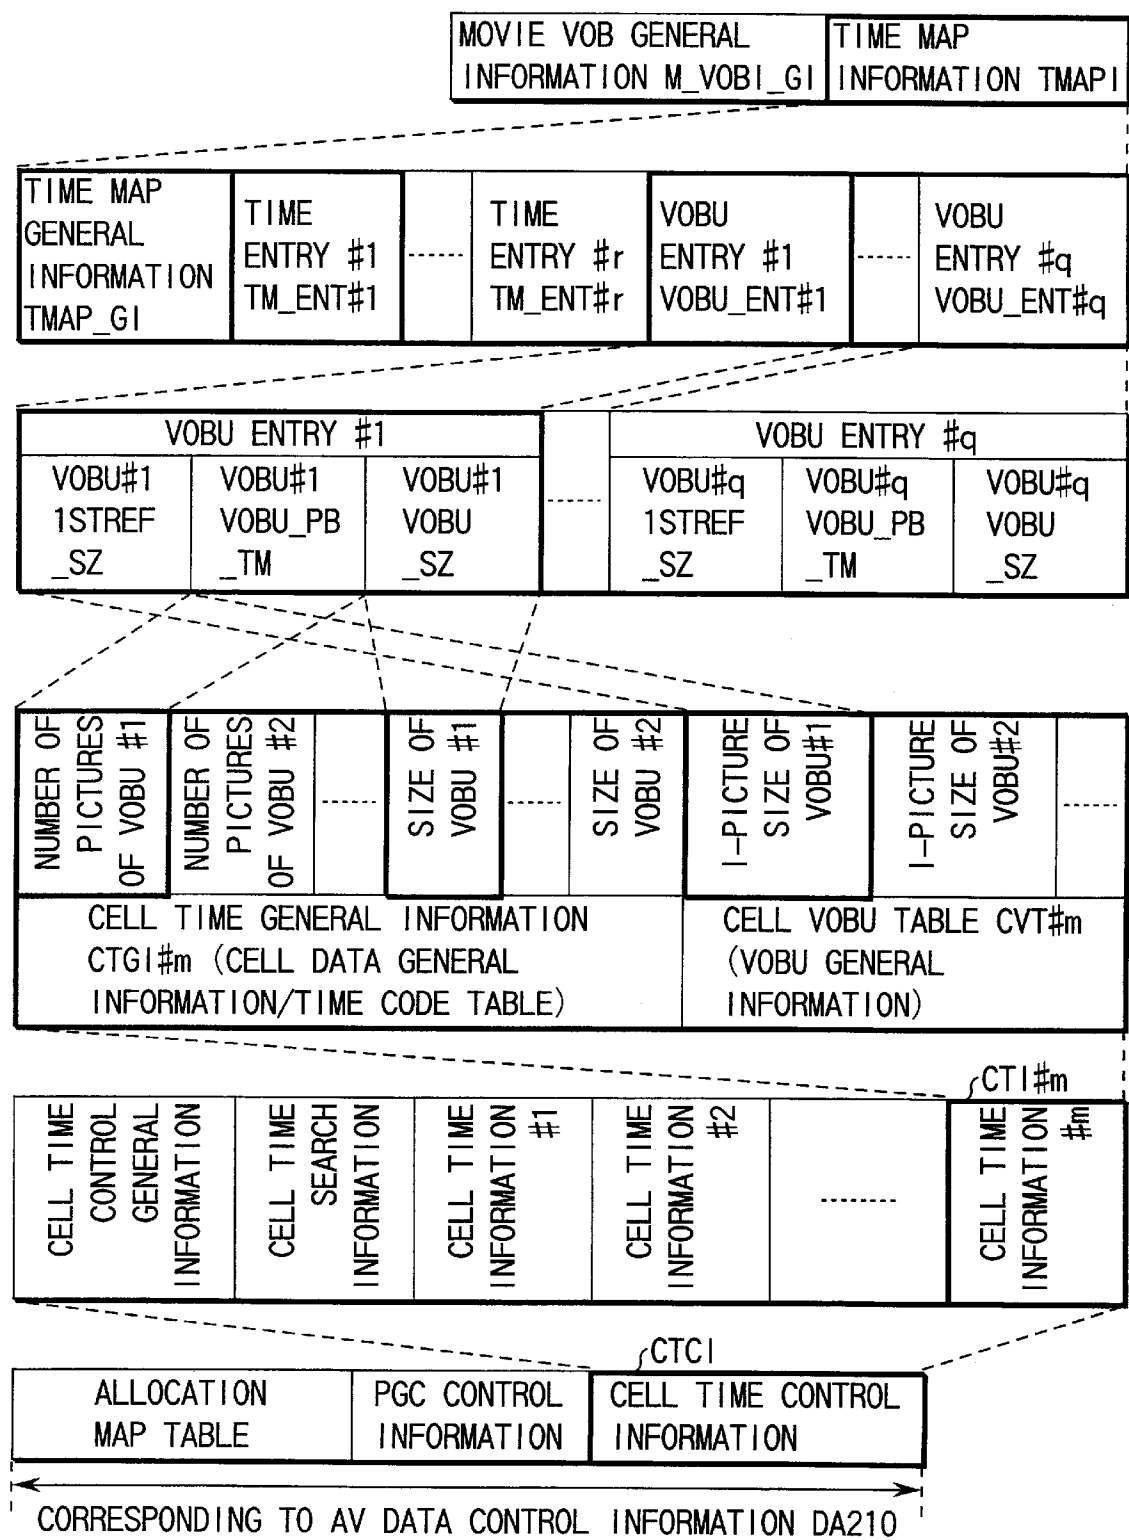 MOVIE VOB GENERAL
INFORMATION M_VOBI_GI
TIME MAP
INFORMATION TMAPI
TIME MAP
GENERAL
INFORMATION
TMAP_GI
TIME
ENTRY #1
TM_ENT#1
TIME
ENTRY #r
TM_ENT#r
VOBU
ENTRY #1
VOBU_ENT#1
VOBU
ENTRY #q
VOBU_ENT#q
VOBU ENTRY #1
VOBU#1
1STREF
_SZ
VOBU#1
VOBU_PB
_TM
VOBU#1
VOBU
_SZ
VOBU ENTRY #q
VOBU#q
1STREF
_SZ
VOBU#q
VOBU_PB
_TM
VOBU#q
VOBU
_SZ
NUMBER OF
PICTURES
OF VOBU #1
NUMBER OF
PICTURES
OF VOBU #2
SIZE OF
VOBU #1
SIZE OF
VOBU #2
I-PICTURE
SIZE OF
VOBU#1
I-PICTURE
SIZE OF
VOBU#2
CELL TIME GENERAL INFORMATION
CTGI#m (CELL DATA GENERAL
INFORMATION/TIME CODE TABLE)
CELL VOBU TABLE CVT#m
(VOBU GENERAL
INFORMATION)
CTI#m
CELL TIME
CONTROL
GENERAL
INFORMATION
CELL TIME
SEARCH
INFORMATION
CELL TIME
INFORMATION
#1
CELL TIME
INFORMATION
#2
CELL TIME
INFORMATION
#m
CTCI
ALLOCATION
MAP TABLE
PGC CONTROL
INFORMATION
CELL TIME CONTROL
INFORMATION
CORRESPONDING TO AV DATA CONTROL INFORMATION DA210